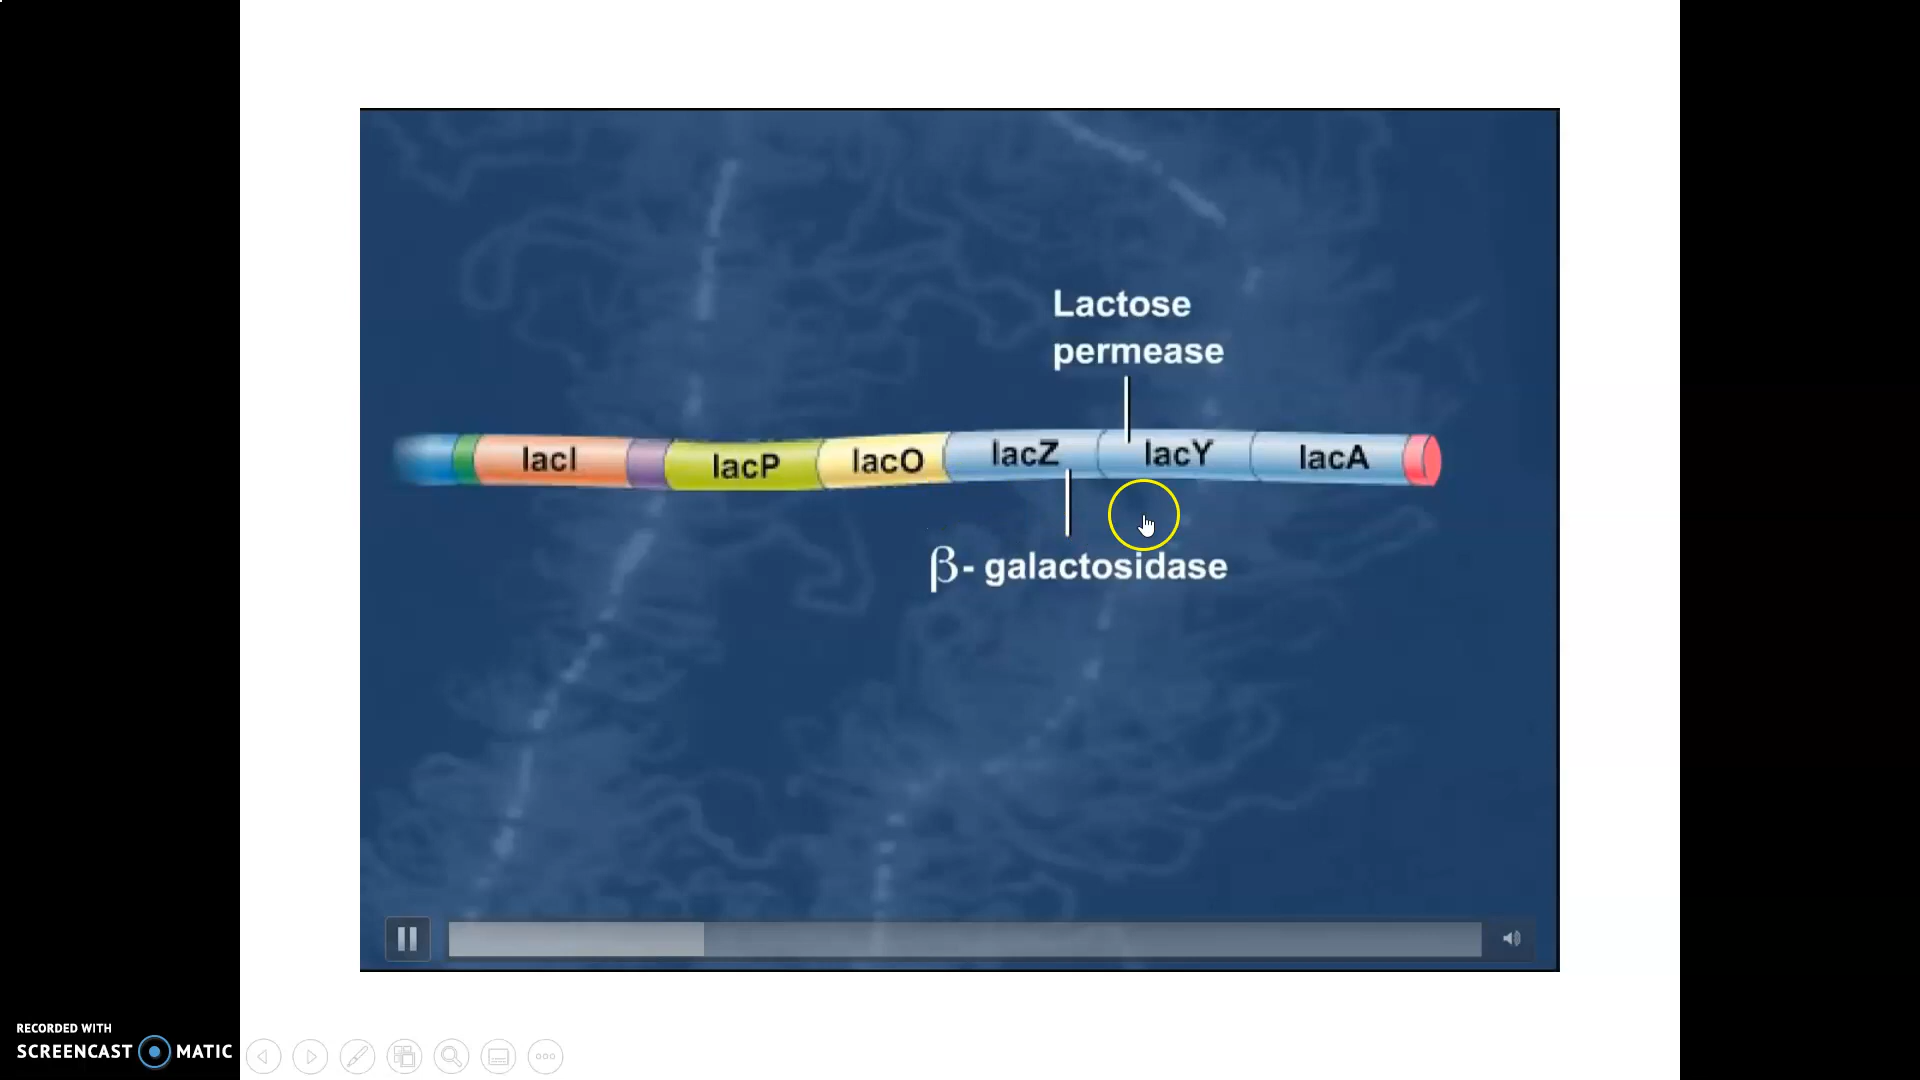 Lactose
permease
lacI
lacP
lacO
lacZ
lacY
lacA
β- galactosidase
RECORDED WITH
SCREENCAST MATIC